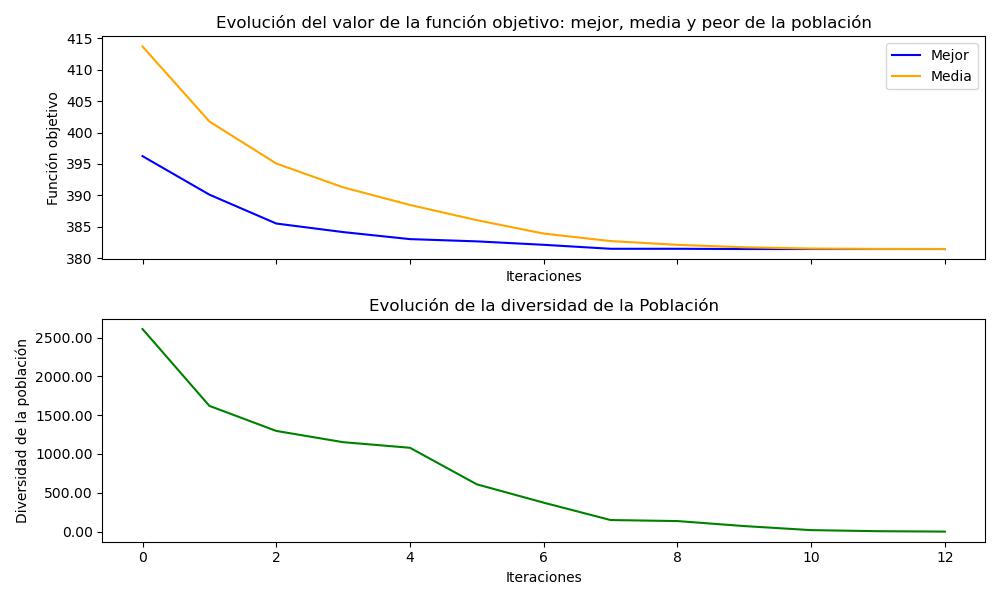 Evolución del valor de la función objetivo: mejor, media y peor de la población
415
410
405
400
395
390
385
380
Función objetivo
Mejor
Media
Iteraciones
Evolución de la diversidad de la Población
2500.00
2000.00
1500.00
1000.00
500.00
0.00
Diversidad de la población
0 2 4 6 8 10 12
Iteraciones